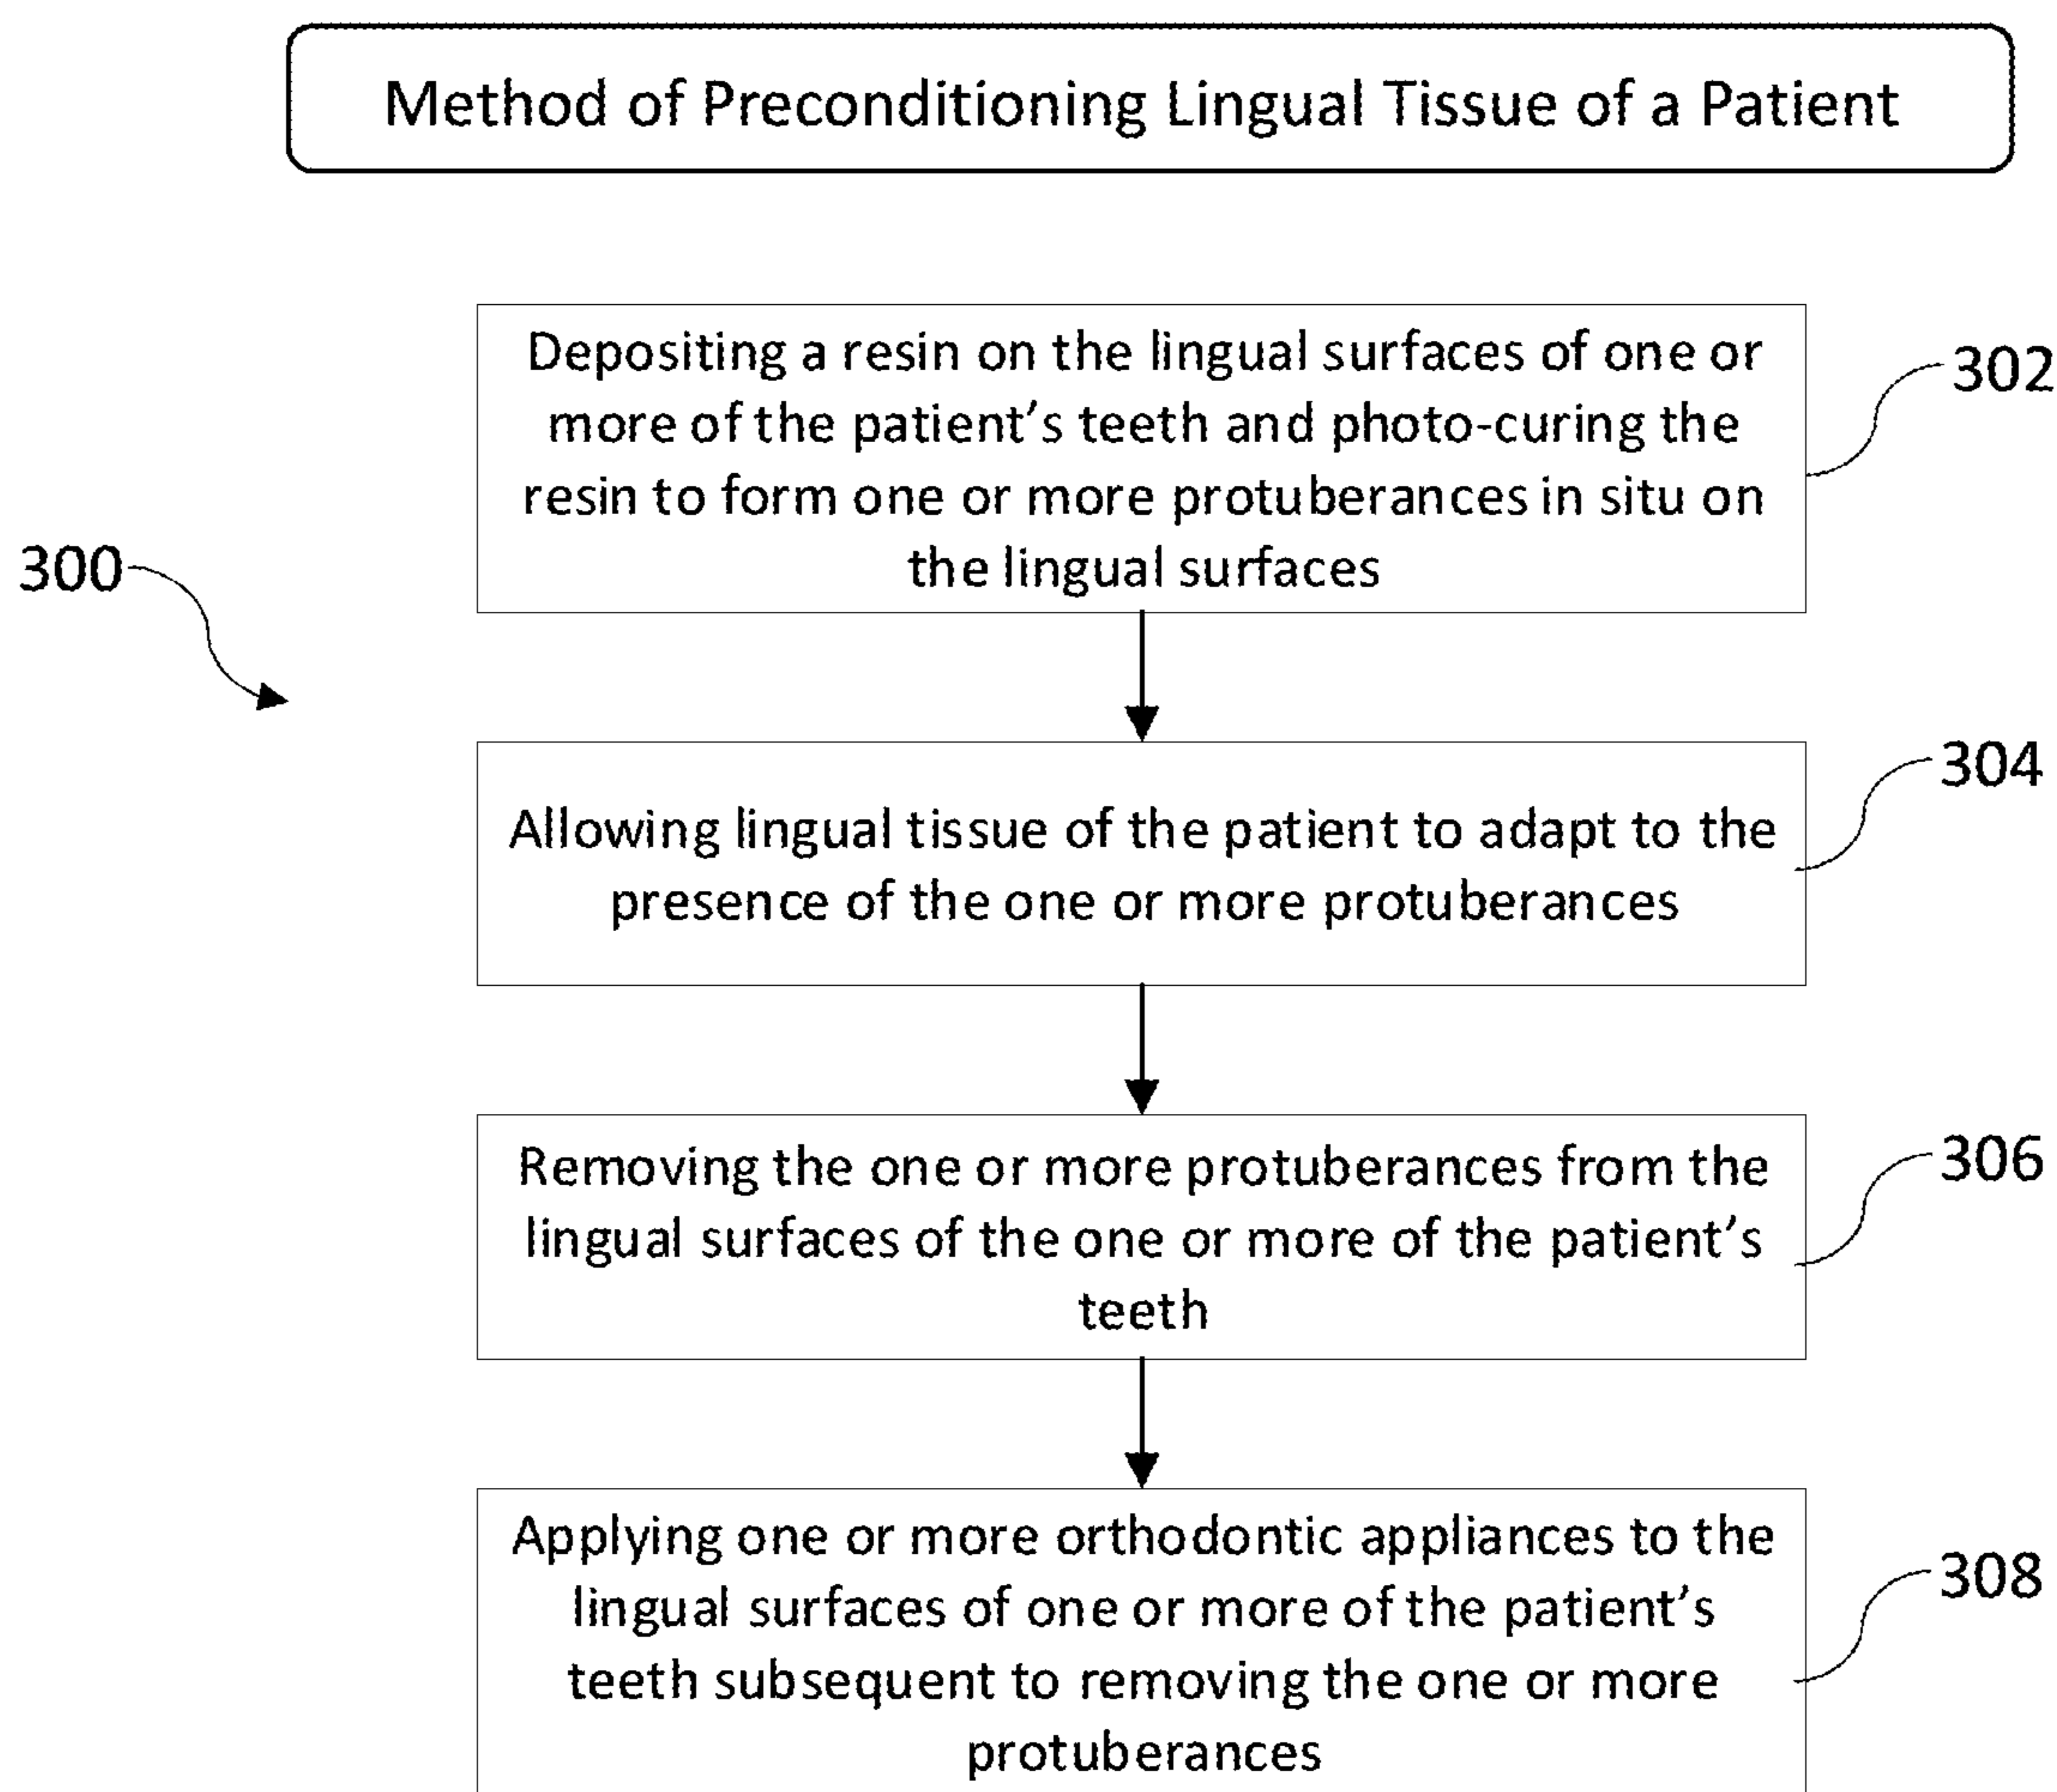 Method of Preconditioning Lingual Tissue of a Patient
Depositing a resin on the lingual surfaces of one or
more of the patient’s teeth and photo-curing the
resin to form one or more protuberances in situ on
the lingual surfaces
302
300
Allowing lingual tissue of the patient to adapt to the
presence of the one or more protuberances
304
Removing the one or more protuberances from the
lingual surfaces of the one or more of the patient’s
teeth
306
Applying one or more orthodontic appliances to the
lingual surfaces of one or more of the patient’s
teeth subsequent to removing the one or more
protuberances
308